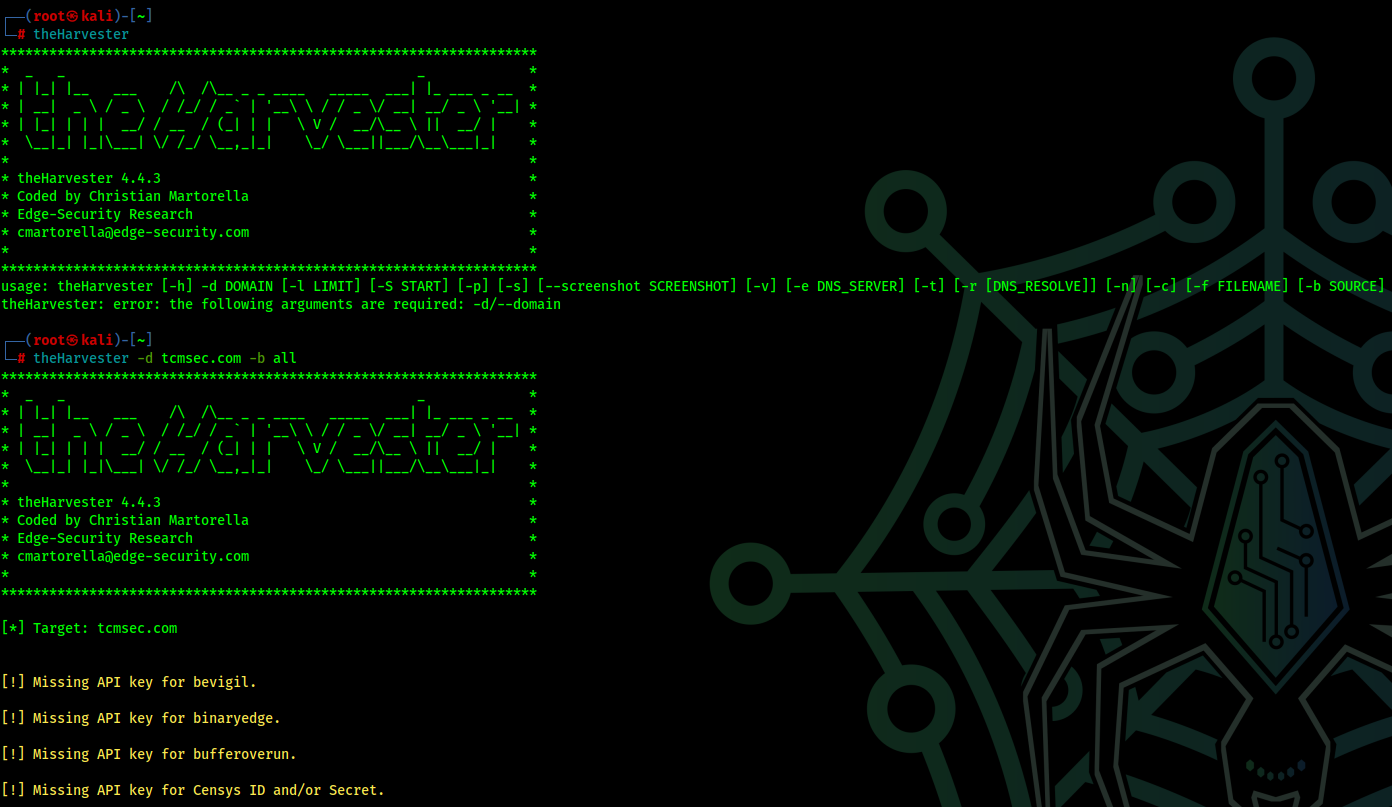 ┌──(root㉿kali)-[~]
└─# theHarvester
*******************************************************************
*  _   _                                            _             *
* | |_| |__   ___    /\  /\__ _ _ ____   _____  ___| |_ ___ _ __  *
* | __|  _ \ / _ \  / /_/ / _` | '__\ \ / / _ \/ __| __/ _ \ '__| *
* | |_| | | |  __/ / __  / (_| | |   \ V /  __/\__ \ ||  __/ |    *
*  \__|_| |_|\___| \/ /_/ \__,_|_|    \_/ \___||___/\__\___|_|    *
*                                                                 *
* theHarvester 4.4.3                                              *
* Coded by Christian Martorella                                   *
* Edge-Security Research                                          *
* cmartorella@edge-security.com                                   *
*                                                                 *
*******************************************************************
usage: theHarvester [-h] -d DOMAIN [-l LIMIT] [-S START] [-p] [-s] [--screenshot SCREENSHOT] [-v] [-e DNS_SERVER] [-t] [-r [DNS_RESOLVE]] [-n] [-c] [-f FILENAME] [-b SOURCE]
theHarvester: error: the following arguments are required: -d/--domain
┌──(root㉿kali)-[~]
└─# theHarvester -d tcmsec.com -b all
*******************************************************************
*  _   _                                            _             *
* | |_| |__   ___    /\  /\__ _ _ ____   _____  ___| |_ ___ _ __  *
* | __|  _ \ / _ \  / /_/ / _` | '__\ \ / / _ \/ __| __/ _ \ '__| *
* | |_| | | |  __/ / __  / (_| | |   \ V /  __/\__ \ ||  __/ |    *
*  \__|_| |_|\___| \/ /_/ \__,_|_|    \_/ \___||___/\__\___|_|    *
*                                                                 *
* theHarvester 4.4.3                                              *
* Coded by Christian Martorella                                   *
* Edge-Security Research                                          *
* cmartorella@edge-security.com                                   *
*                                                                 *
*******************************************************************
[*] Target: tcmsec.com
[!] Missing API key for bevigil.
[!] Missing API key for binaryedge.
[!] Missing API key for bufferoverun.
[!] Missing API key for Censys ID and/or Secret.